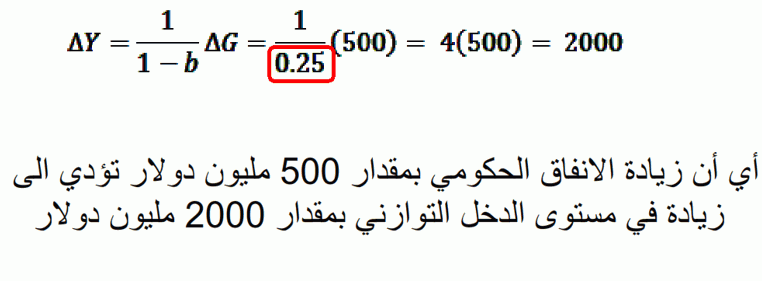 ΔY = 1/(1 − b) ΔG = 1/0.25 (500) = 4(500) = 2000
أي أن زيادة الانفاق الحكومي بمقدار 500 مليون دولار تؤدي الى
زيادة في مستوى الدخل التوازني بمقدار 2000 مليون دولار